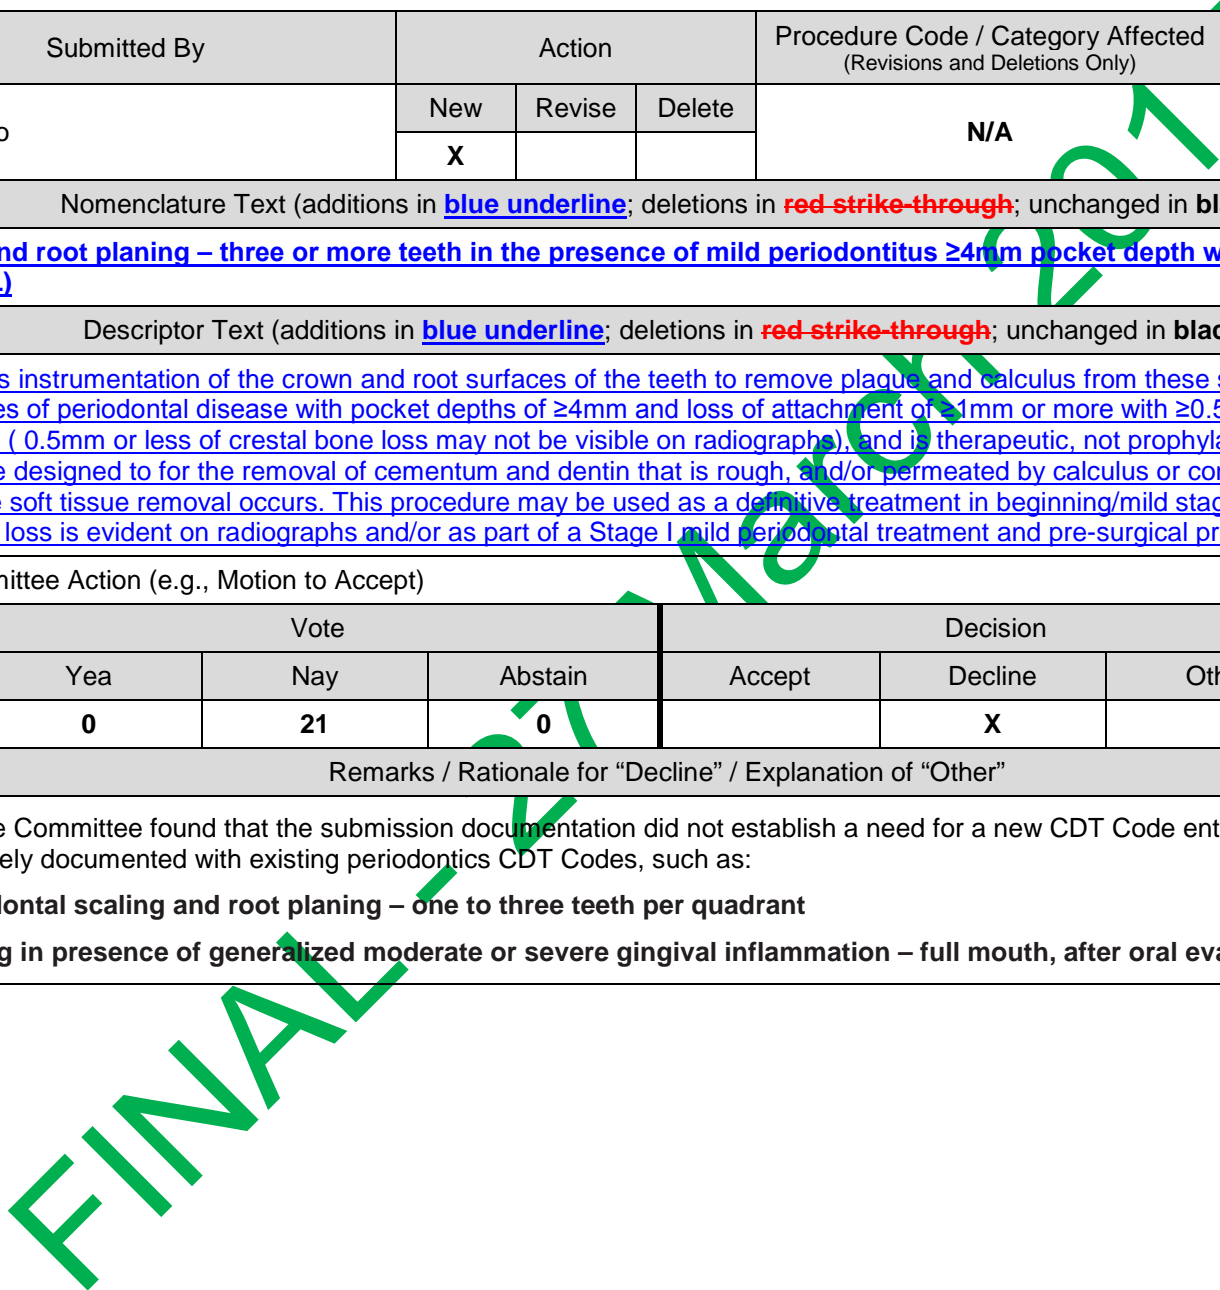 Submitted By
Action
Procedure Code / Category Affected
(Revisions and Deletions Only)
o
New Revise Delete
N/A
X
Nomenclature Text (additions in blue underline; deletions in red strike-through; unchanged in bl
nd root planing – three or more teeth in the presence of mild periodontitus ≥4mm pocket depth w
.)
Descriptor Text (additions in blue underline; deletions in red strike-through; unchanged in blac
s instrumentation of the crown and root surfaces of the teeth to remove plaque and calculus from these s
es of periodontal disease with pocket depths of ≥4mm and loss of attachment of ≥1mm or more with ≥0.5
( 0.5mm or less of crestal bone loss may not be visible on radiographs), and is therapeutic, not prophyla
e designed to for the removal of cementum and dentin that is rough, and/or permeated by calculus or con
e soft tissue removal occurs. This procedure may be used as a definitive treatment in beginning/mild stag
loss is evident on radiographs and/or as part of a Stage I mild periodontal treatment and pre-surgical pr
mittee Action (e.g., Motion to Accept)
Vote Decision
Yea Nay Abstain Accept Decline Oth
0 21 0 X
Remarks / Rationale for “Decline” / Explanation of “Other”
e Committee found that the submission documentation did not establish a need for a new CDT Code ent
ely documented with existing periodontics CDT Codes, such as:
dontal scaling and root planing – one to three teeth per quadrant
g in presence of generalized moderate or severe gingival inflammation – full mouth, after oral eva
FINAL - 27 March 201